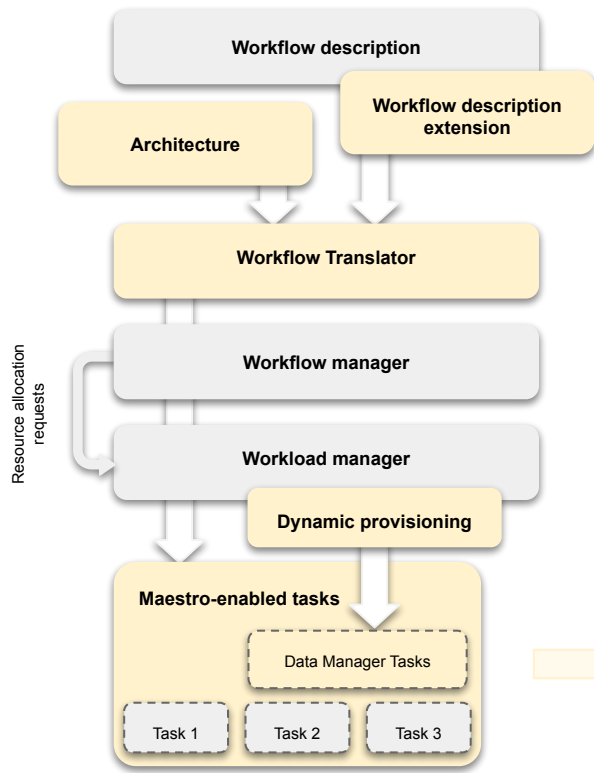 Workflow description
Workflow description
extension
Architecture
Workflow Translator
Resource allocation
requests
Workflow manager
Workload manager
Dynamic provisioning
Maestro-enabled tasks
Data Manager Tasks
Task 1
Task 2
Task 3